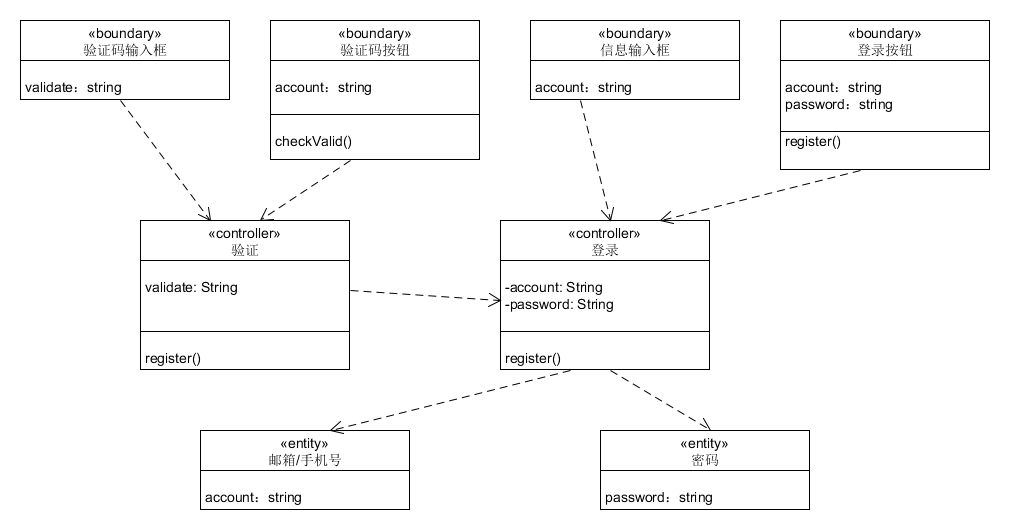 «boundary»
验证码输入框
validate：string
«boundary»
验证码按钮
account：string
checkValid()
«boundary»
信息输入框
account：string
«boundary»
登录按钮
account：string
password：string
register()
«controller»
验证
validate: String
register()
«controller»
登录
-account: String
-password: String
register()
«entity»
邮箱/手机号
account：string
«entity»
密码
password：string